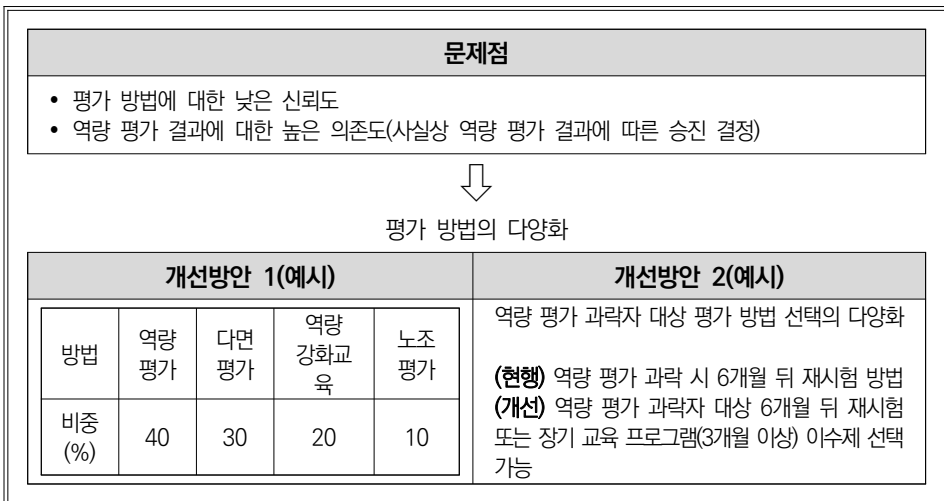 문제점
• 평가 방법에 대한 낮은 신뢰도
• 역량 평가 결과에 대한 높은 의존도(사실상 역량 평가 결과에 따른 승진 결정)
평가 방법의 다양화
개선방안 1(예시)
방법 역량 평가 다면 평가 역량 강화교육 노조 평가
비중 (%) 40 30 20 10
개선방안 2(예시)
역량 평가 과락자 대상 평가 방법 선택의 다양화
(현행) 역량 평가 과락 시 6개월 뒤 재시험 방법
(개선) 역량 평가 과락자 대상 6개월 뒤 재시험
또는 장기 교육 프로그램(3개월 이상) 이수제 선택
가능